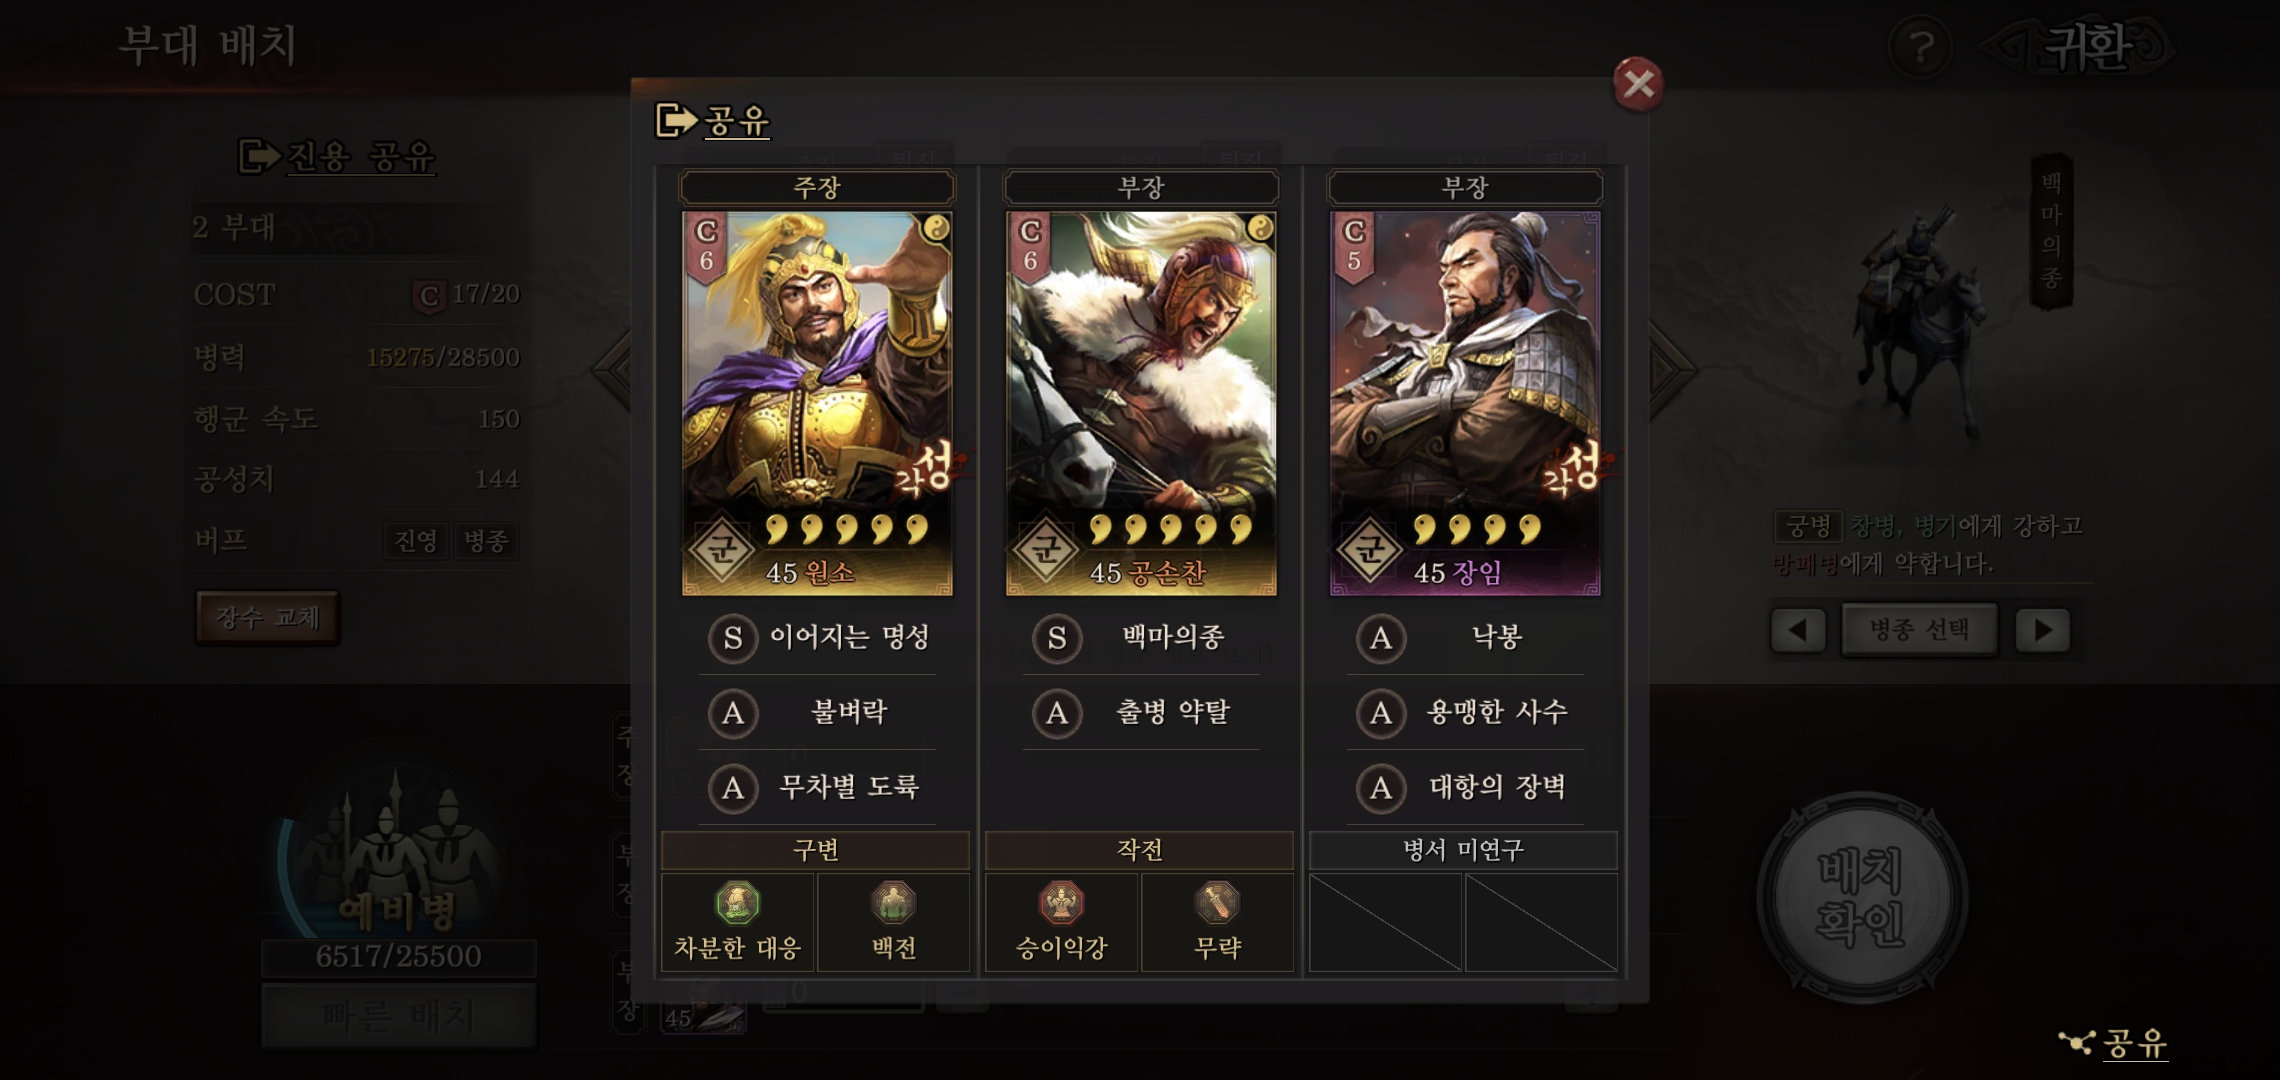 부대 배치
?
귀환
진용 공유
2 부대
COST C 17/20
병력 15275/28500
행군 속도 150
공성치 144
버프 진영 병종
장수 교체
예비병
6517/25500
빠른 배치
공유
주장
C
6
각성
군
45 원소
S 이어지는 명성
A 불벼락
A 무차별 도륙
구변
차분한 대응
백전
부장
C
6
군
45 공손찬
S 백마의종
A 출병 약탈
작전
승이익강
무략
부장
C
5
각성
군
45 장임
A 낙봉
A 용맹한 사수
A 대항의 장벽
병서 미연구
45
0
백마의종
궁병 창병, 병기에게 강하고
방패병에게 약합니다.
병종 선택
배치
확인
공유